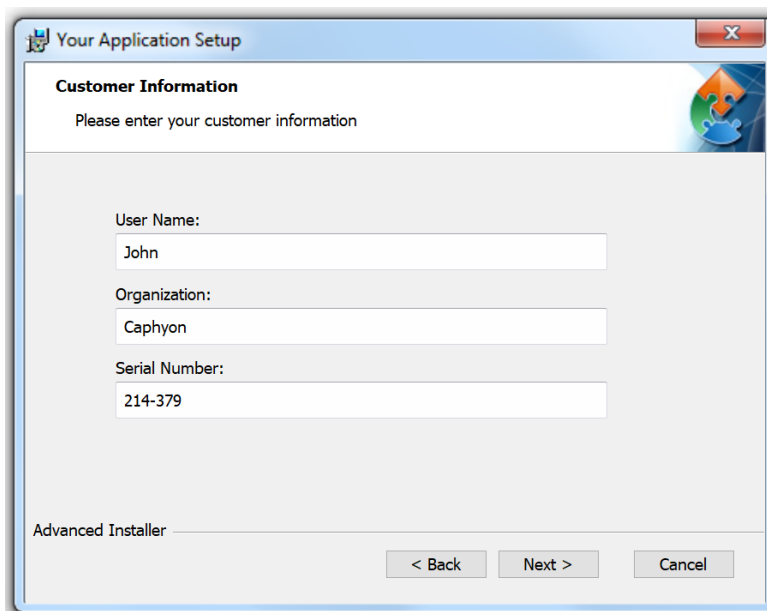 Your Application Setup
Customer Information
Please enter your customer information
User Name:
John
Organization:
Caphyon
Serial Number:
214-379
Advanced Installer
< Back Next > Cancel